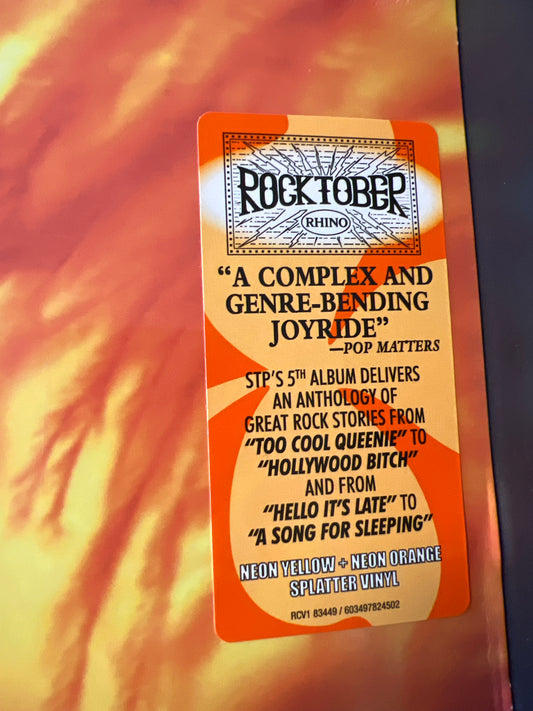 ROCKTOBER
RHINO
“A COMPLEX AND
GENRE-BENDING
JOYRIDE”
—POP MATTERS
STP’S 5TH ALBUM DELIVERS
AN ANTHOLOGY OF
GREAT ROCK STORIES FROM
“TOO COOL QUEENIE” TO
“HOLLYWOOD BITCH”
AND FROM
“HELLO IT’S LATE” TO
“A SONG FOR SLEEPING”
NEON YELLOW + NEON ORANGE
SPLATTER VINYL
RCV1 83449 / 603497824502